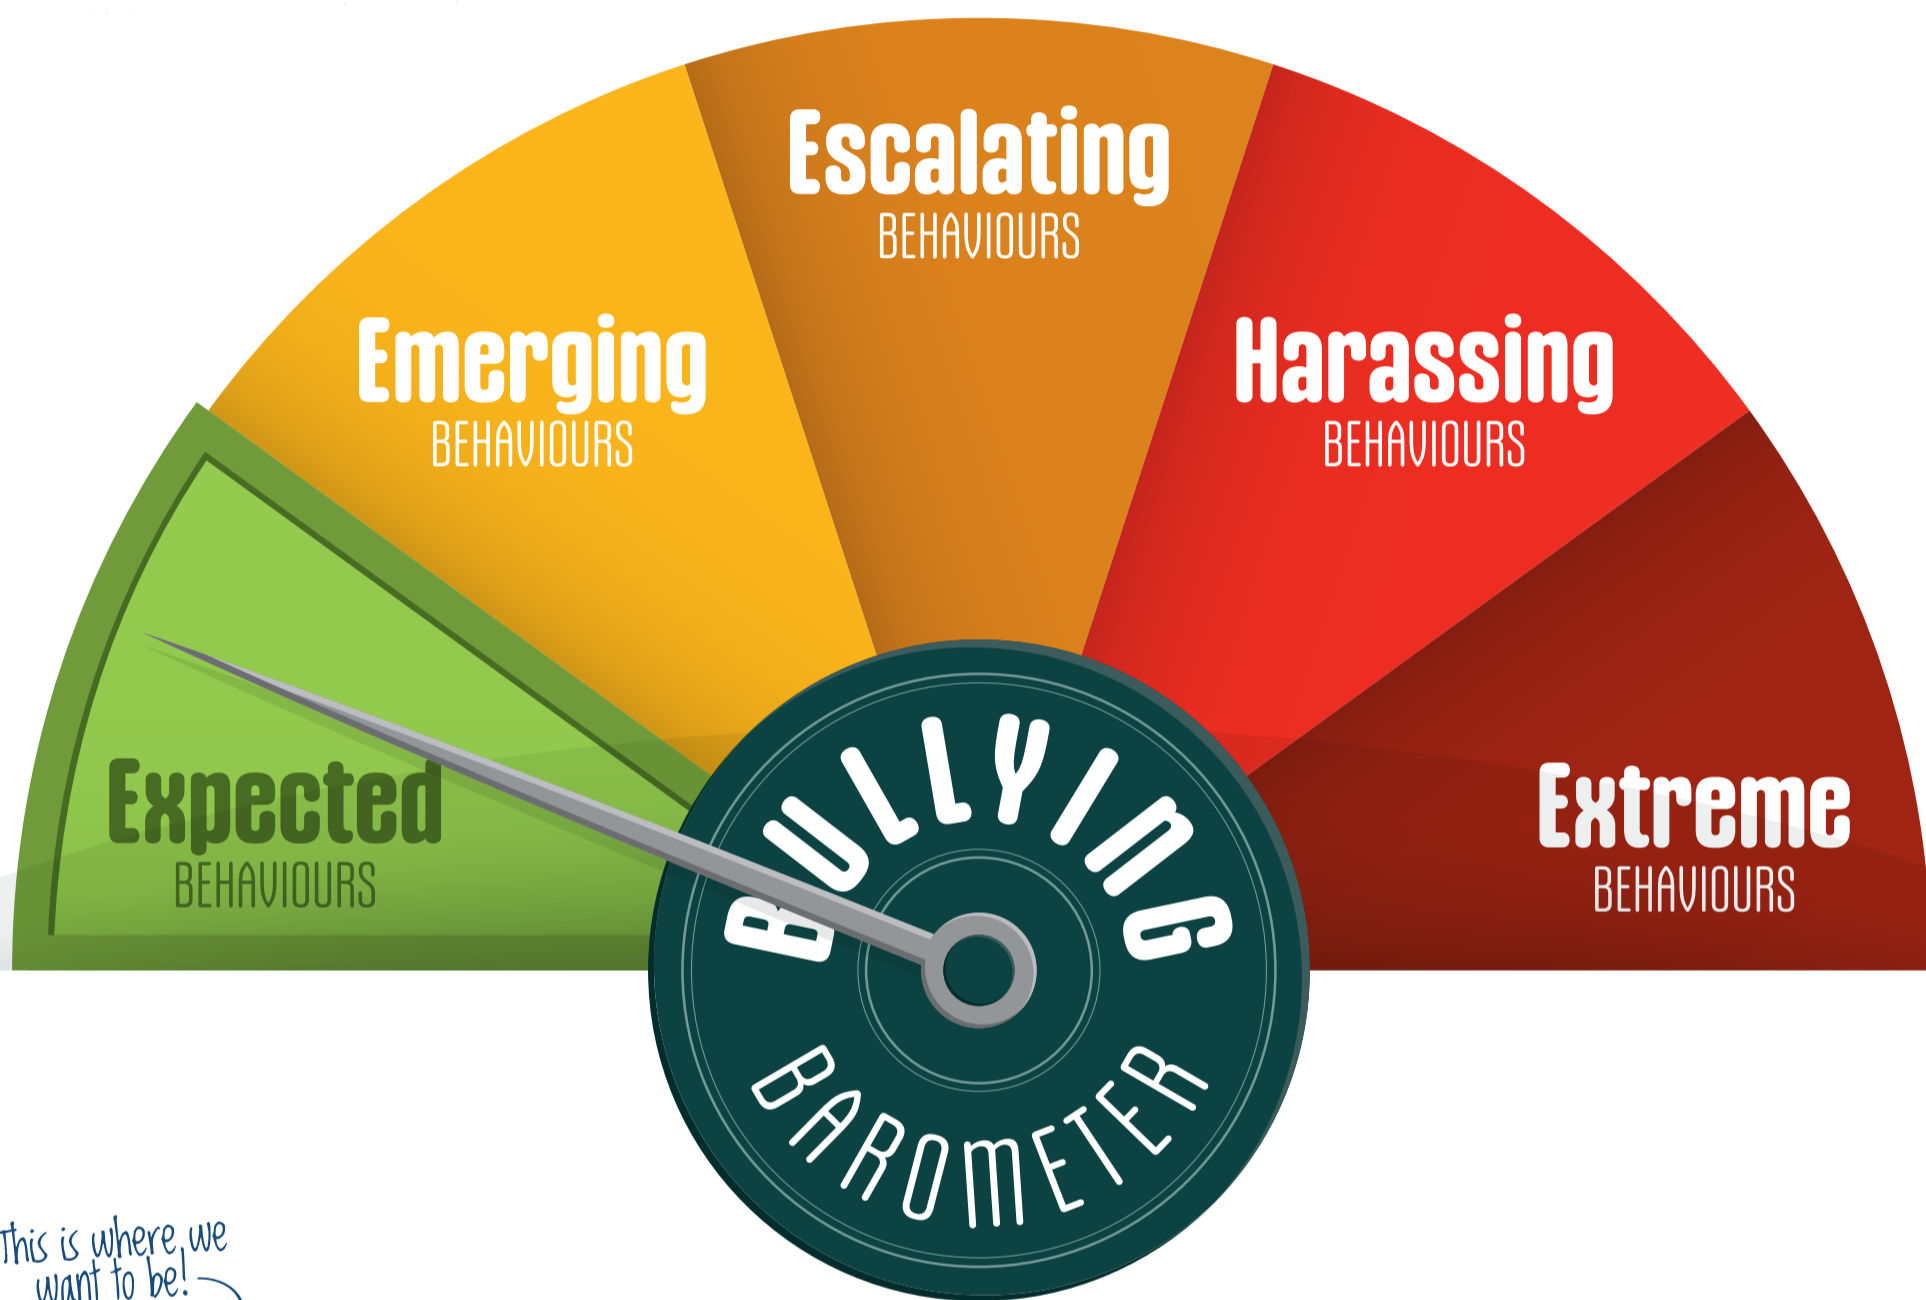 Escalating
BEHAVIOURS
Emerging
BEHAVIOURS
Harassing
BEHAVIOURS
Expected
BEHAVIOURS
Extreme
BEHAVIOURS
BULLYING
BAROMETER
This is where we
want to be!